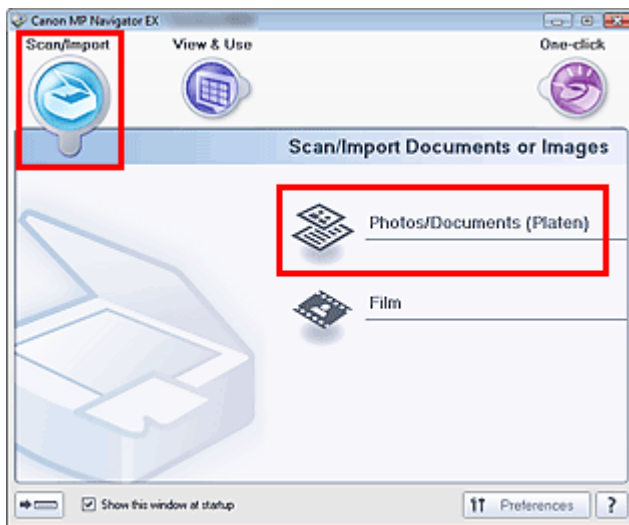 Canon MP Navigator EX
Scan/Import View & Use One-click
Scan/Import Documents or Images
Photos/Documents (Platen)
Film
Show this window at startup Preferences ?